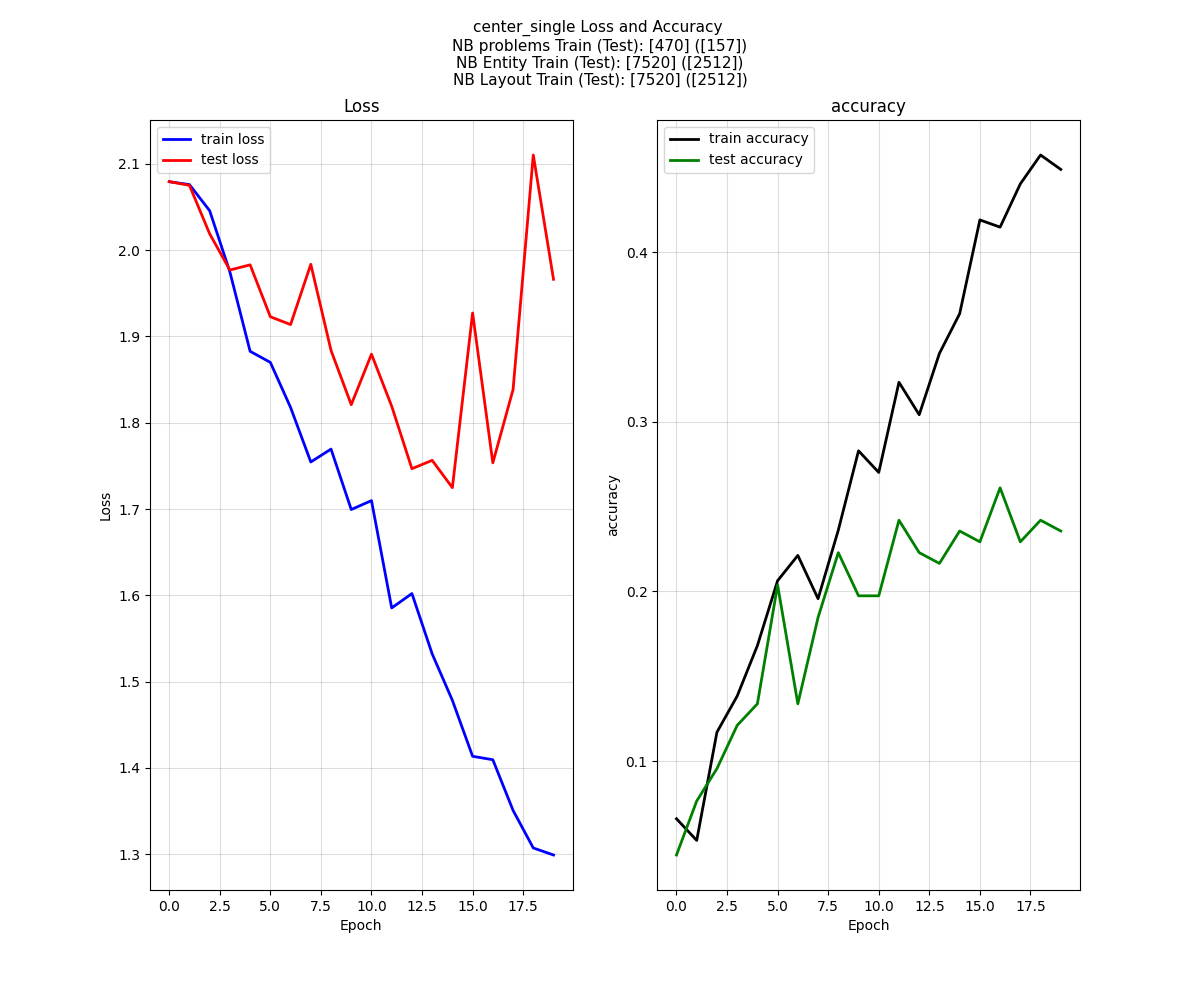 center_single Loss and Accuracy
NB problems Train (Test): [470] ([157])
NB Entity Train (Test): [7520] ([2512])
NB Layout Train (Test): [7520] ([2512])
Loss
train loss
test loss
2.1
2.0
1.9
1.8
1.7
1.6
1.5
1.4
1.3
Loss
0.0 2.5 5.0 7.5 10.0 12.5 15.0 17.5
Epoch
accuracy
train accuracy
test accuracy
0.4
0.3
0.2
0.1
accuracy
0.0 2.5 5.0 7.5 10.0 12.5 15.0 17.5
Epoch